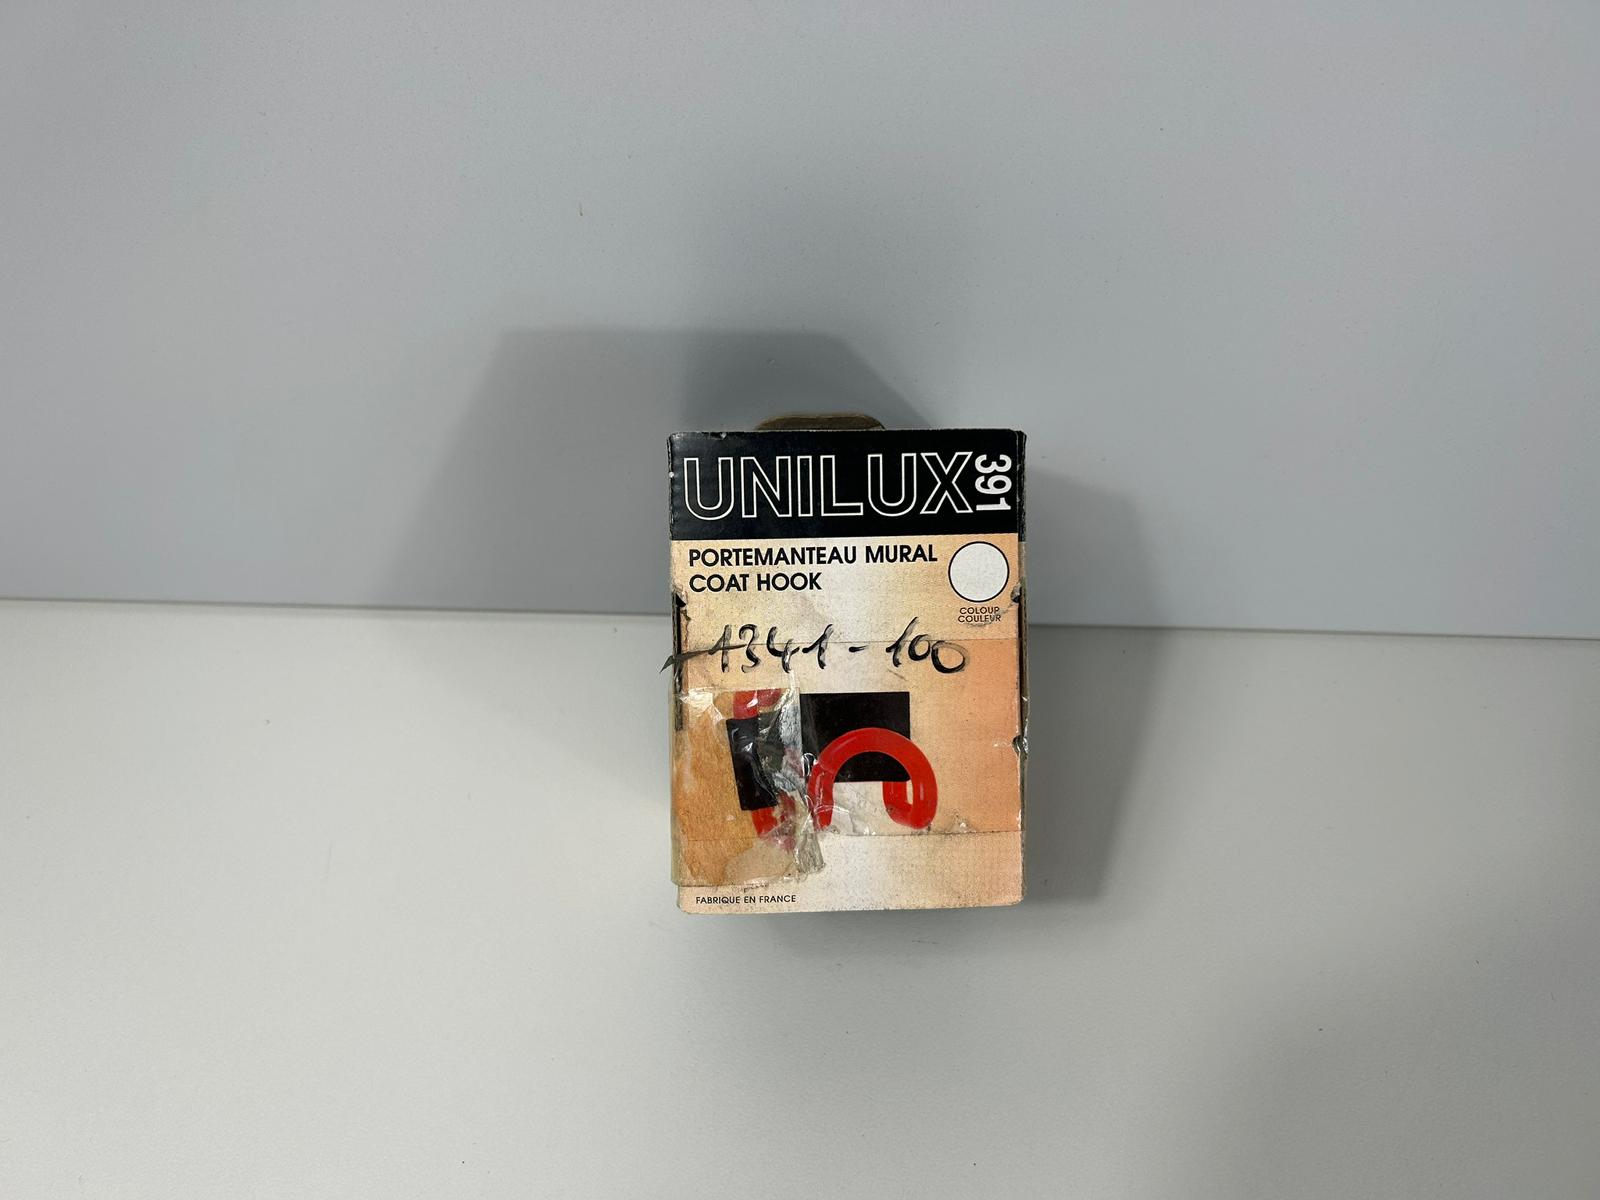 UNILUX 391
PORTEMANTEAU MURAL
COAT HOOK
COLOUR
COULEUR
1341-100
FABRIQUE EN FRANCE